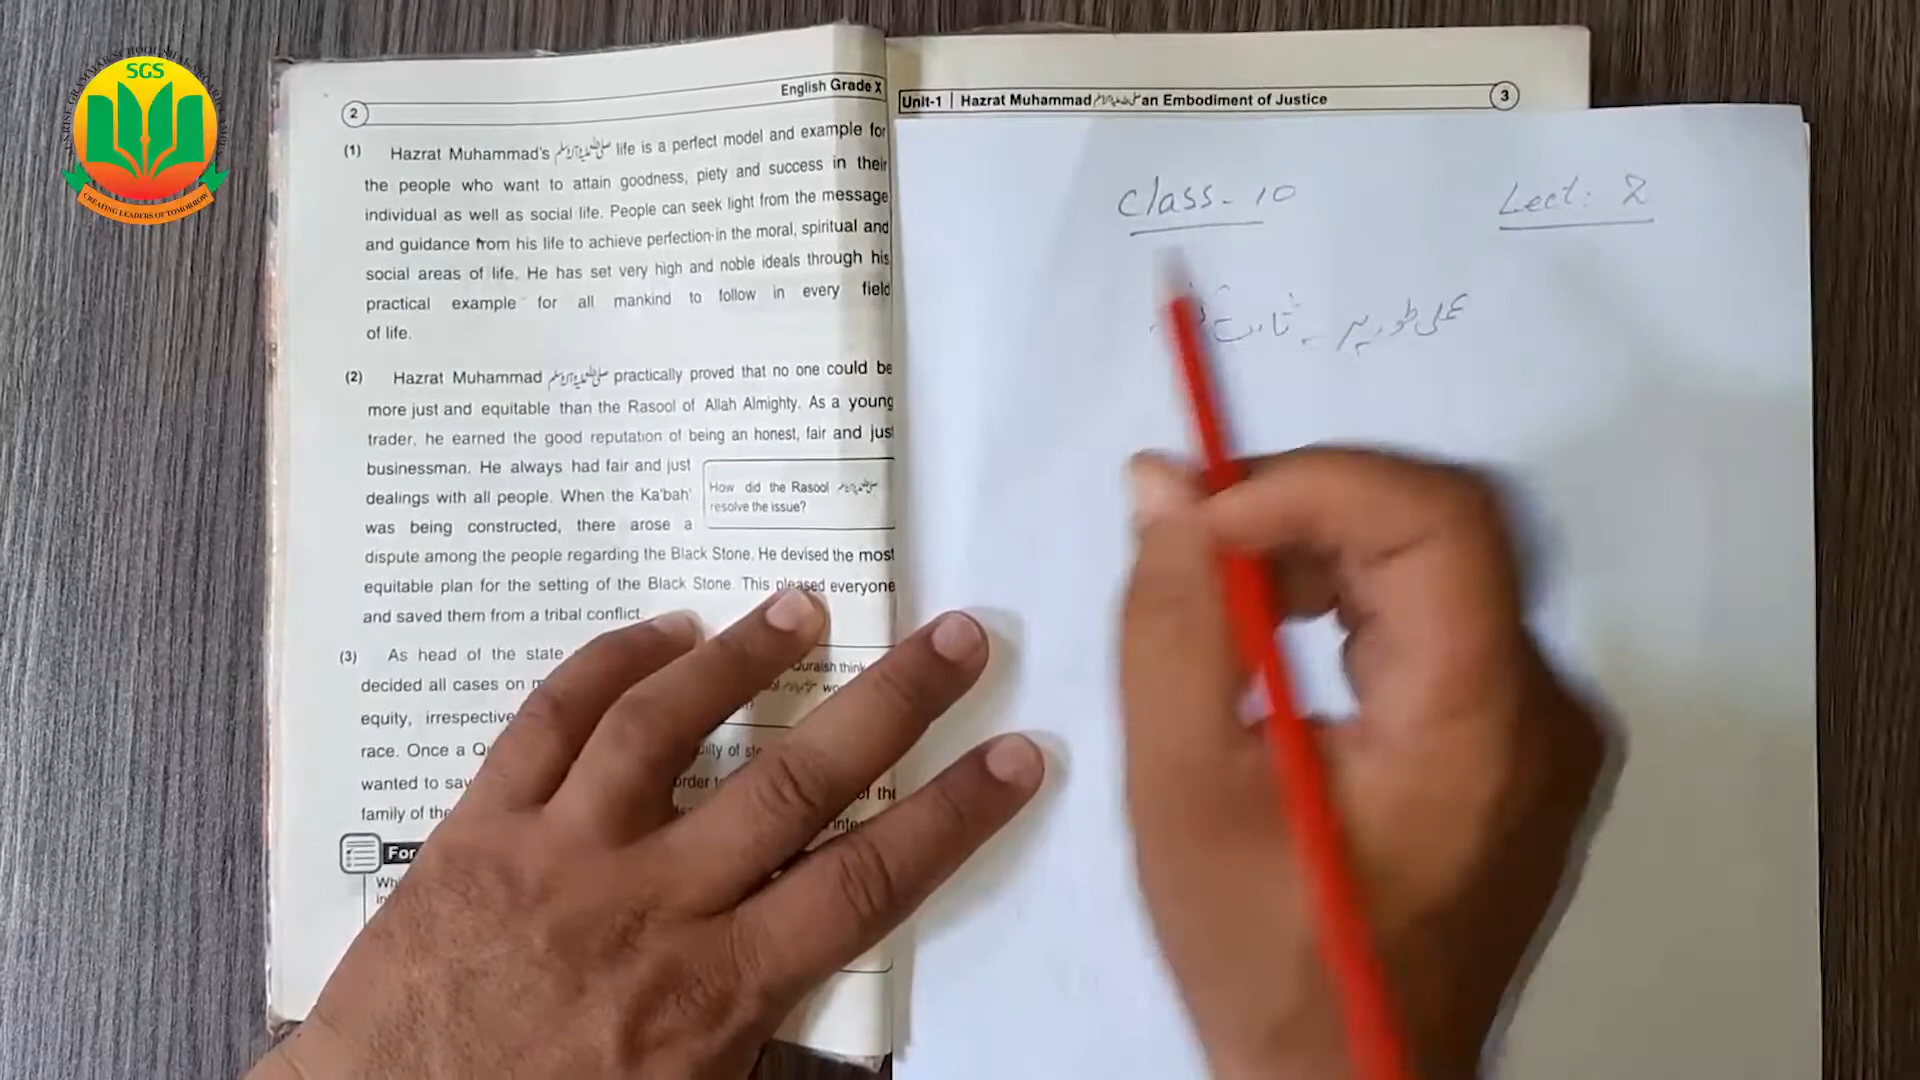 SUNRISE GRAMMAR SCHOOL
SGS
CREATING LEADERS OF TOMORROW
2
English Grade X
(1) Hazrat Muhammad's صلی اللہ علیہ وآلہ وسلم life is a perfect model and example for
the people who want to attain goodness, piety and success in their
individual as well as social life. People can seek light from the message
and guidance from his life to achieve perfection in the moral, spiritual and
social areas of life. He has set very high and noble ideals through his
practical example for all mankind to follow in every field
of life.
(2) Hazrat Muhammad صلی اللہ علیہ وآلہ وسلم practically proved that no one could be
more just and equitable than the Rasool of Allah Almighty. As a young
trader, he earned the good reputation of being an honest, fair and just
businessman. He always had fair and just
dealings with all people. When the Ka'bah'
was being constructed, there arose a
How did the Rasool صلی اللہ علیہ وآلہ وسلم
resolve the issue?
dispute among the people regarding the Black Stone. He devised the most
equitable plan for the setting of the Black Stone. This pleased everyone
and saved them from a tribal conflict.
(3) As head of the state
decided all cases on
equity, irrespective
race. Once a
wanted to
family of the
Quraish think
of the
order
For
Unit-1 | Hazrat Muhammad صلی اللہ علیہ وآلہ وسلم an Embodiment of Justice
3
Class - 10
Lect: 2
عملی طور پر ۔ ثابت